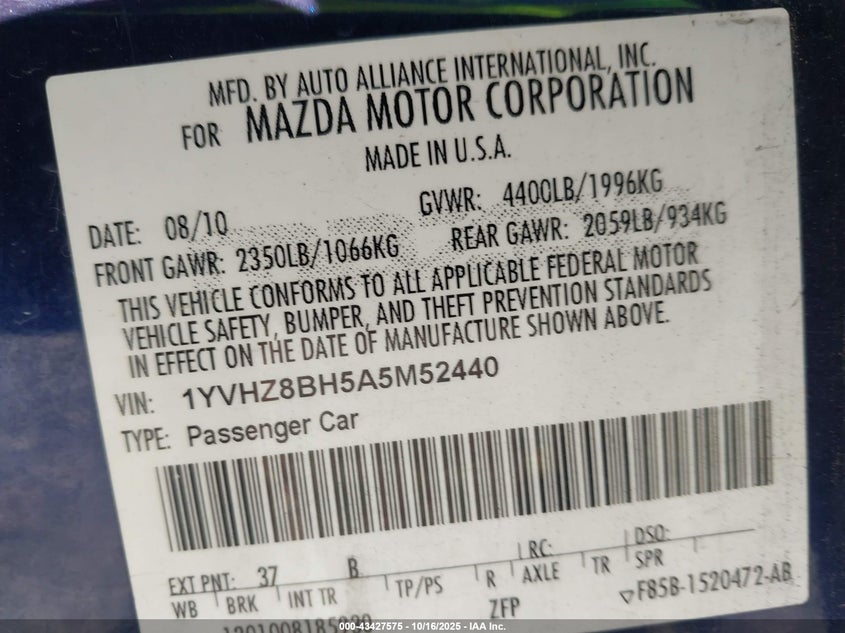 MFD. BY AUTO ALLIANCE INTERNATIONAL, INC.
FOR MAZDA MOTOR CORPORATION
MADE IN U.S.A.
DATE: 08/10 GVWR: 4400LB/1996KG
FRONT GAWR: 2350LB/1066KG REAR GAWR: 2059LB/934KG
THIS VEHICLE CONFORMS TO ALL APPLICABLE FEDERAL MOTOR
VEHICLE SAFETY, BUMPER, AND THEFT PREVENTION STANDARDS
IN EFFECT ON THE DATE OF MANUFACTURE SHOWN ABOVE.
VIN: 1YVHZ8BH5A5M52440
TYPE: Passenger Car
EXT PNT: 37 B RC: DSO:
WB BRK INT TR TP/PS R AXLE TR SPR
ZFP F85B-1520472-AB
000-43427575 - 10/16/2025 - IAA Inc.